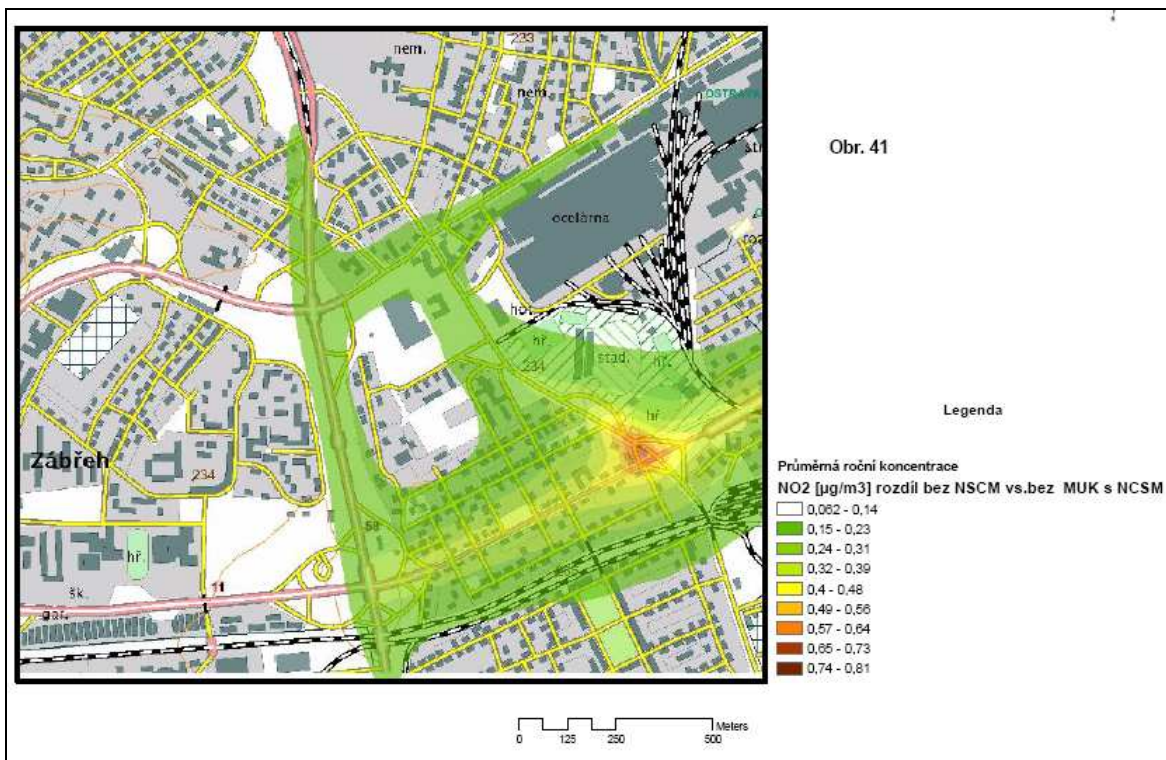 233
nem.
nem.
Obr. 41
ocelárna
hř.
stad.
hř.
234
hř.
Legenda
Zábřeh
234
Průměrná roční koncentrace
NO2 [µg/m3] rozdíl bez NSCM vs.bez MUK s NCSM
0,062 - 0,14
0,15 - 0,23
0,24 - 0,31
0,32 - 0,39
0,4 - 0,48
0,49 - 0,56
0,57 - 0,64
0,65 - 0,73
0,74 - 0,81
58
hř.
šk.
11
gar.
Meters
0 125 250 500